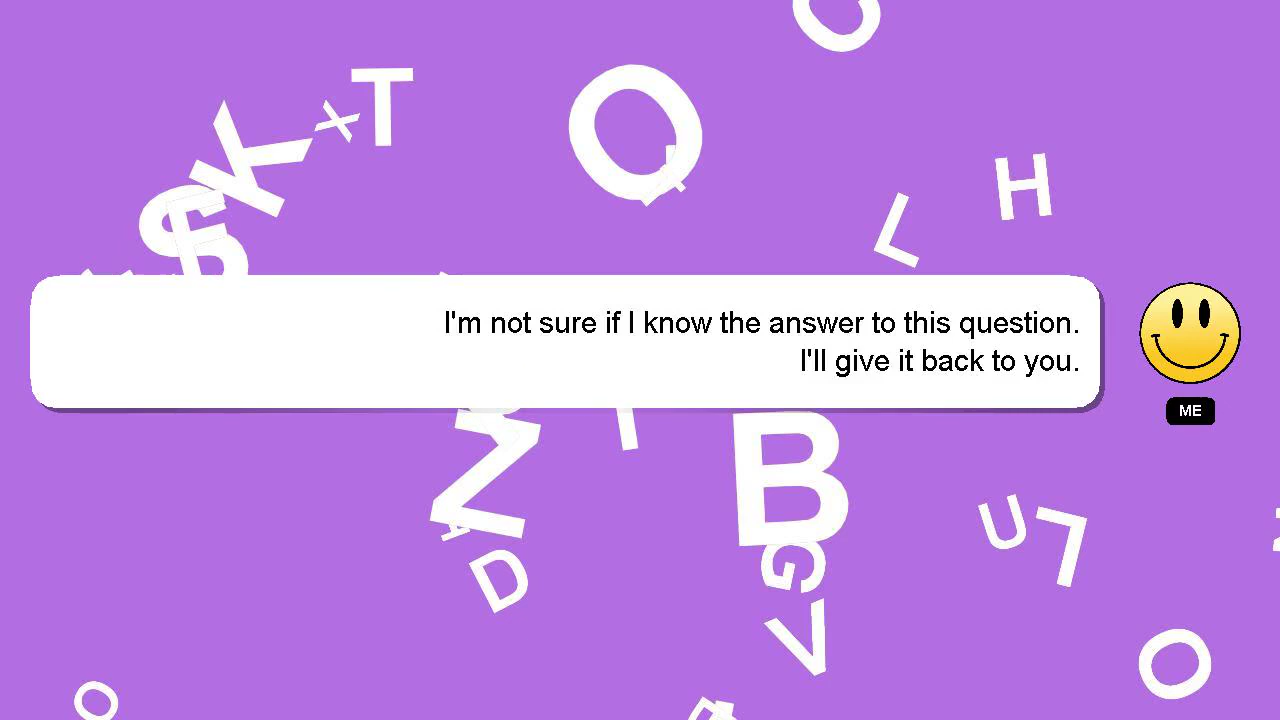 I'm not sure if I know the answer to this question.
I'll give it back to you.
ME
T
X
K
S
O
L
H
Z
B
D
G
U
L
V
O
O